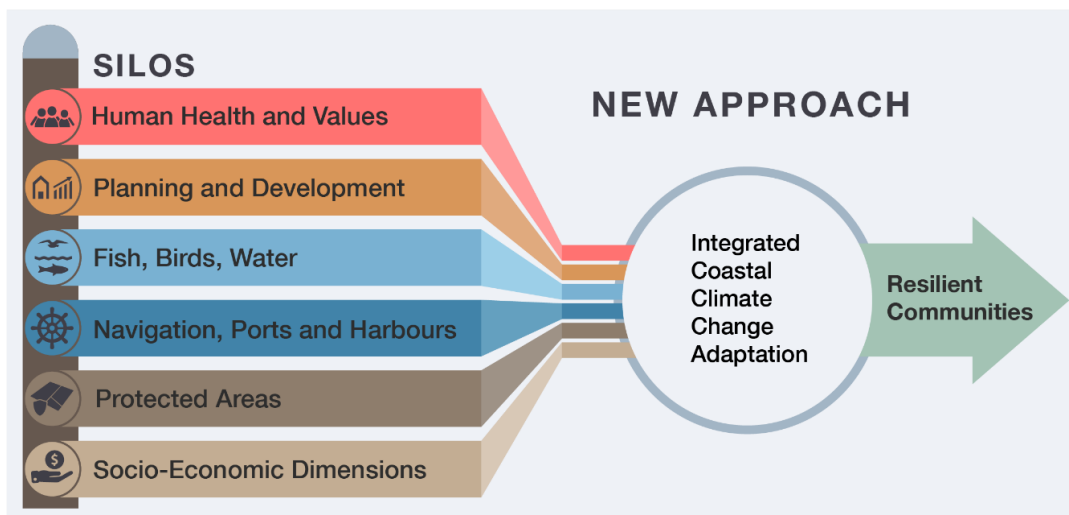 SILOS
Human Health and Values
Planning and Development
Fish, Birds, Water
Navigation, Ports and Harbours
Protected Areas
$
Socio-Economic Dimensions
NEW APPROACH
Integrated
Coastal
Climate
Change
Adaptation
Resilient
Communities